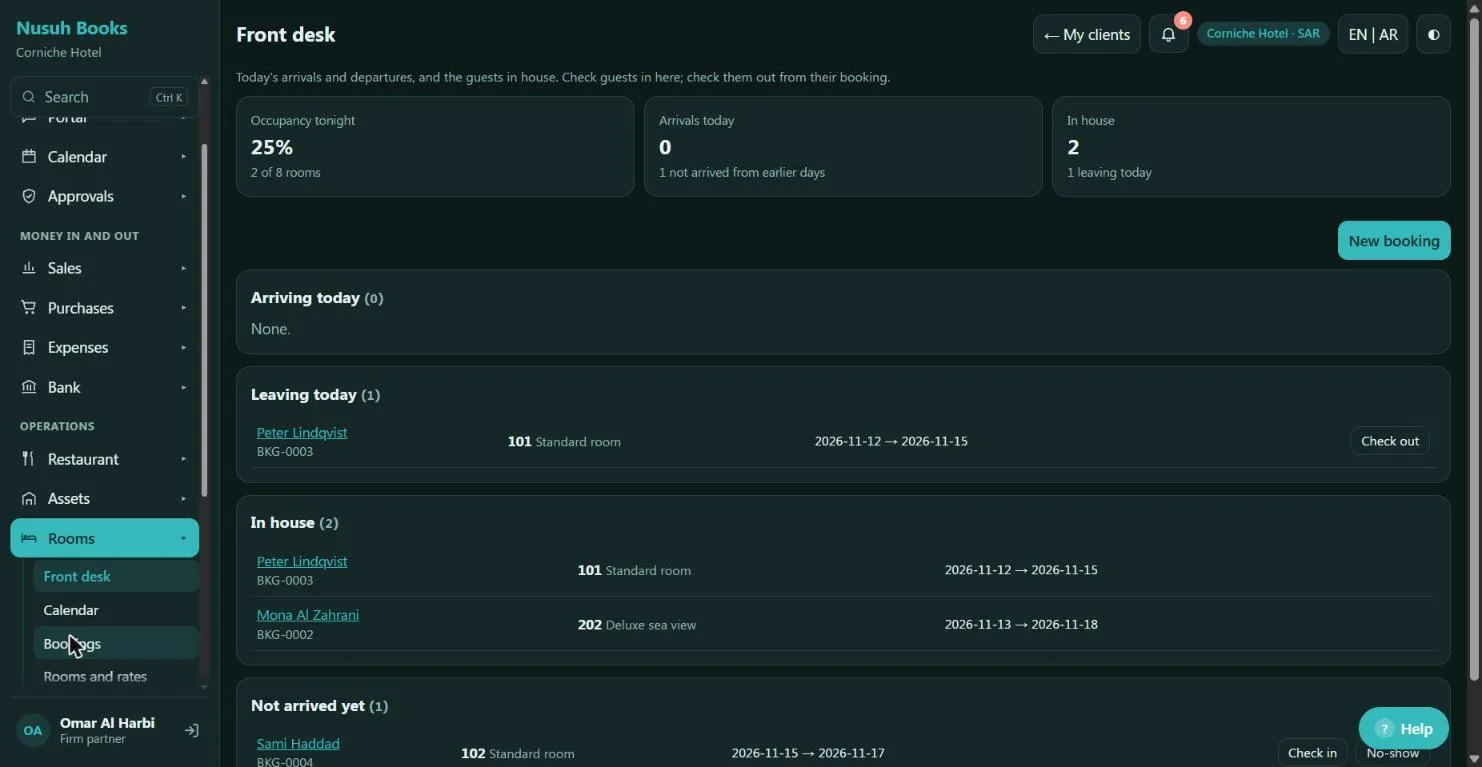 Nusuh Books
Corniche Hotel
Search
Ctrl K
Portal
Calendar
Approvals
MONEY IN AND OUT
Sales
Purchases
Expenses
Bank
OPERATIONS
Restaurant
Assets
Rooms
Front desk
Calendar
Bookings
Rooms and rates
OA
Omar Al Harbi
Firm partner
Front desk
← My clients
6
Corniche Hotel · SAR
EN | AR
Today's arrivals and departures, and the guests in house. Check guests in here; check them out from their booking.
Occupancy tonight
25%
2 of 8 rooms
Arrivals today
0
1 not arrived from earlier days
In house
2
1 leaving today
New booking
Arriving today (0)
None.
Leaving today (1)
Peter Lindqvist
BKG-0003
101 Standard room
2026-11-12 → 2026-11-15
Check out
In house (2)
Peter Lindqvist
BKG-0003
101 Standard room
2026-11-12 → 2026-11-15
Mona Al Zahrani
BKG-0002
202 Deluxe sea view
2026-11-13 → 2026-11-18
Not arrived yet (1)
Sami Haddad
BKG-0004
102 Standard room
2026-11-15 → 2026-11-17
Check in
No-show
? Help